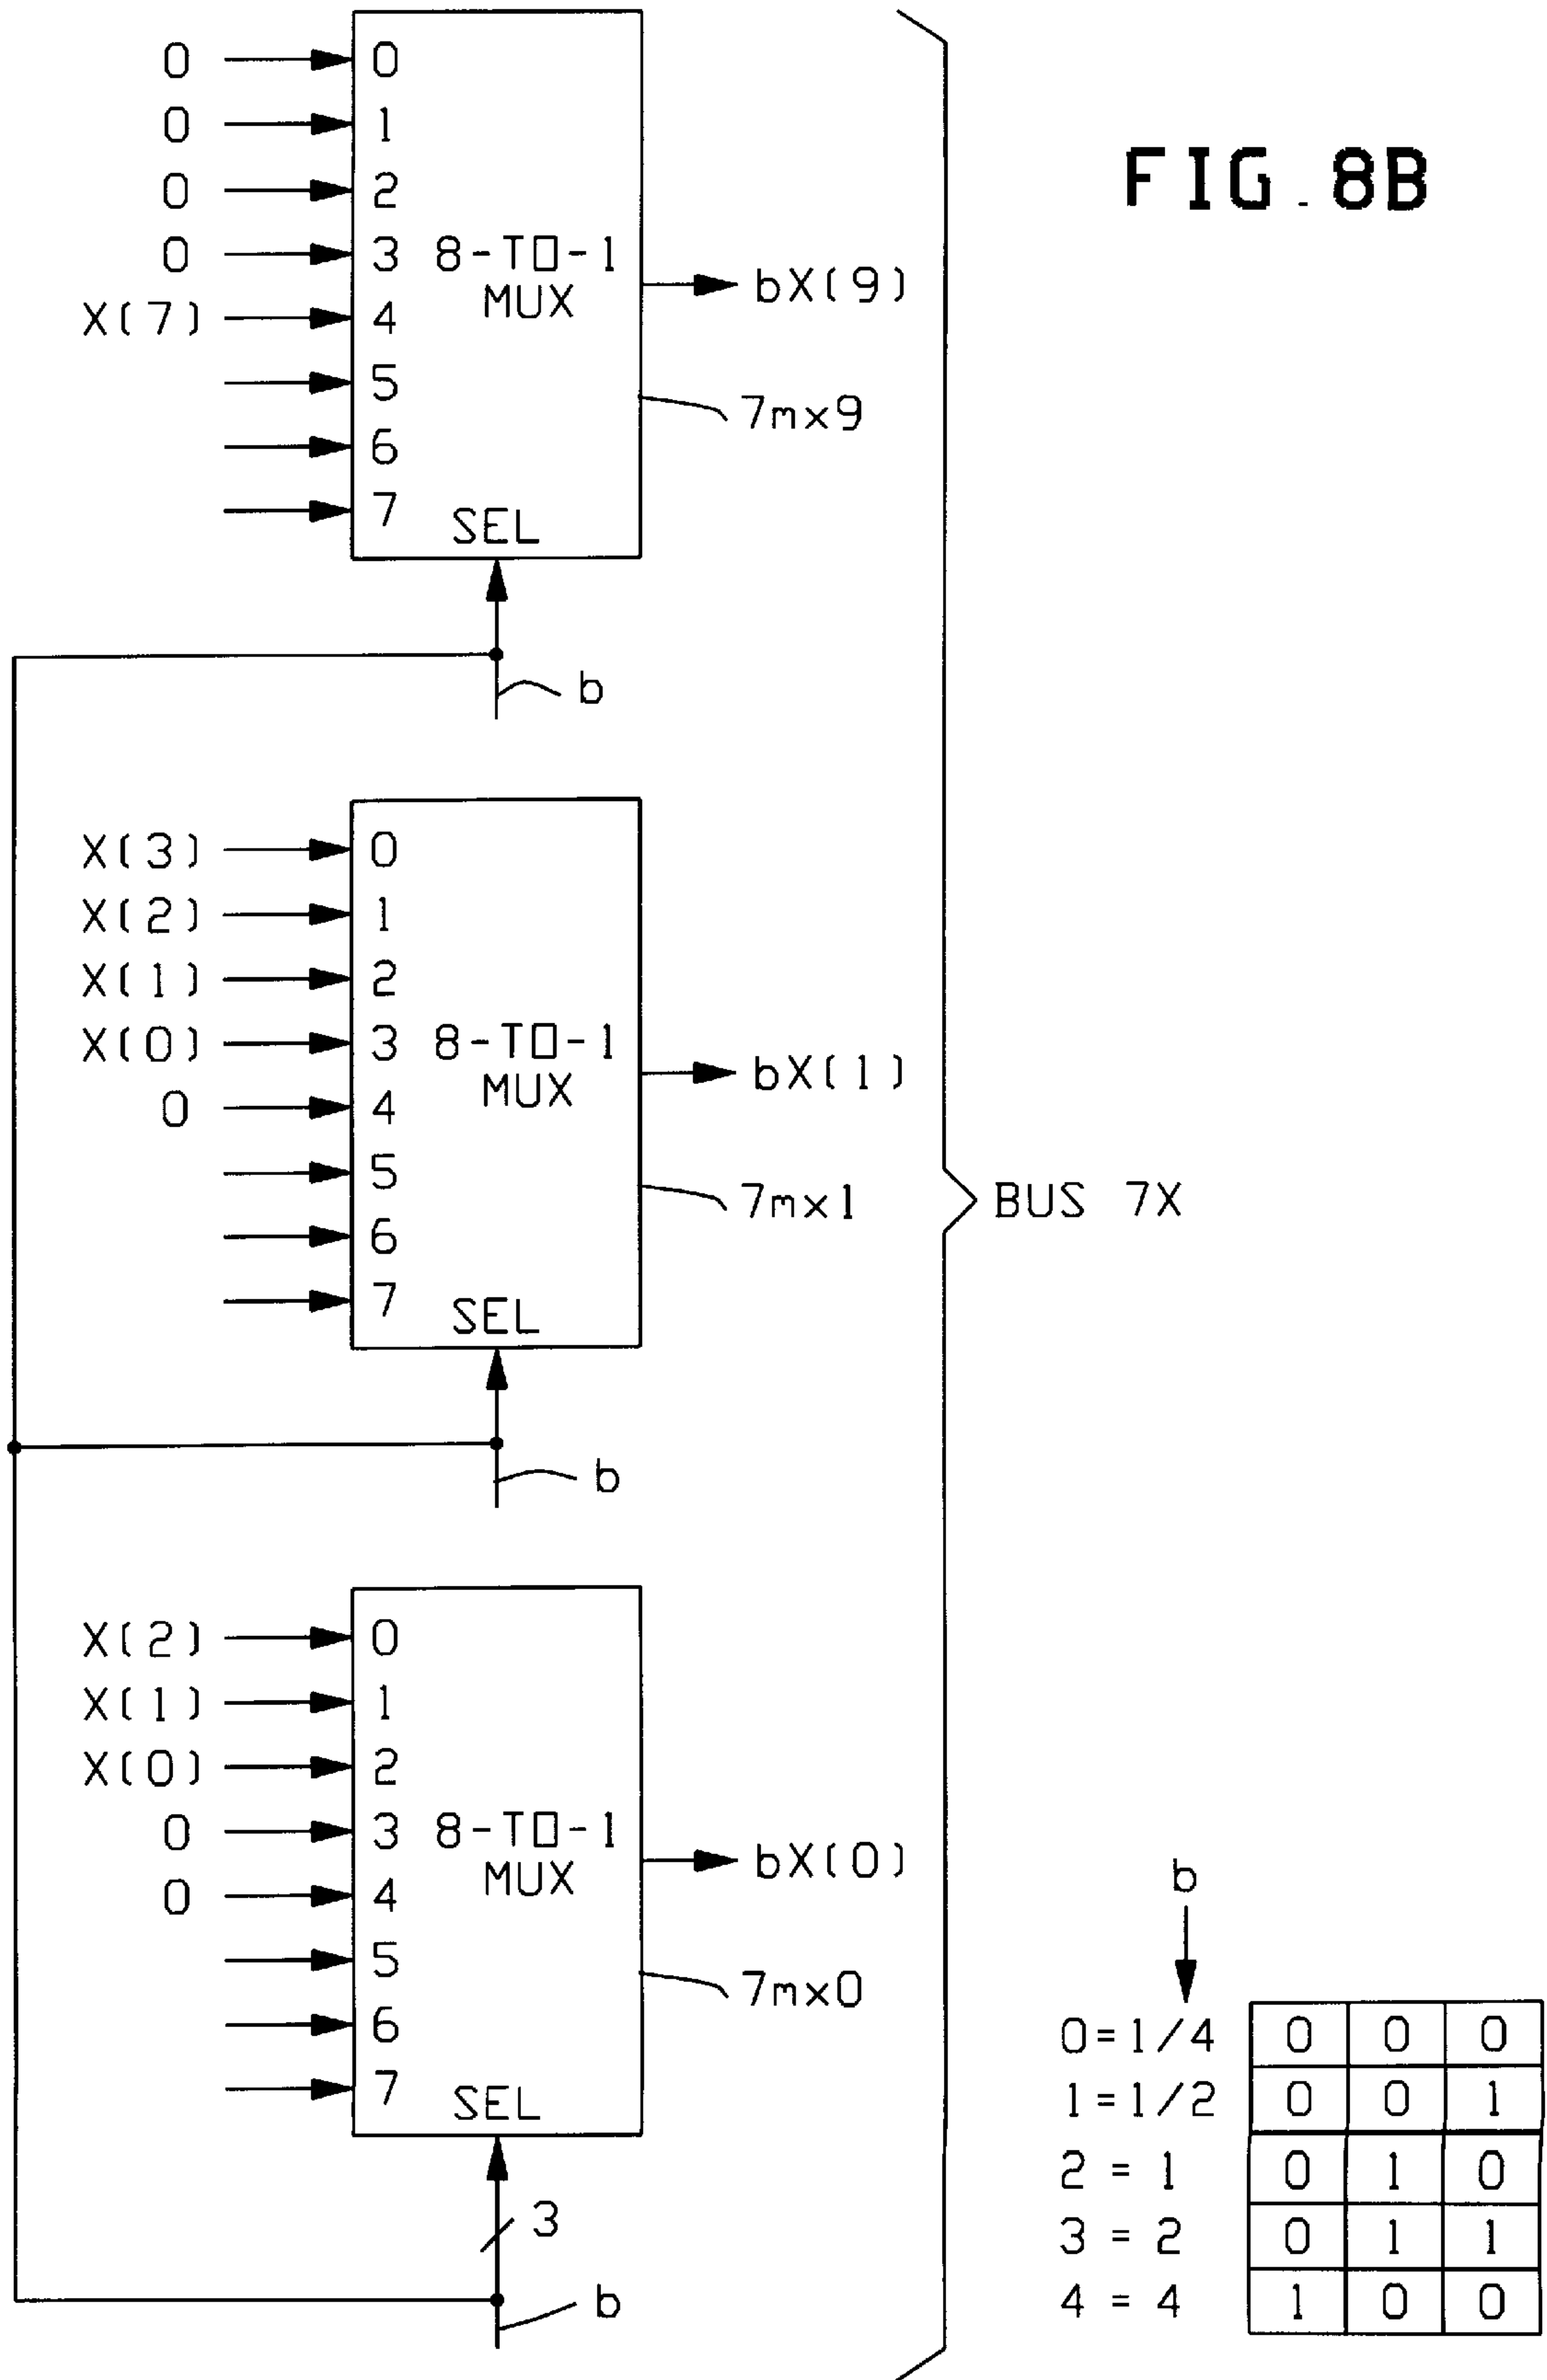 FIG. 8B
0 0
0 1
0 2
0 3 8-TO-1
X(7) 4 MUX
5
6
7 SEL
bX(9)
7mx9
b
X(3) 0
X(2) 1
X(1) 2
X(0) 3 8-TO-1
0 4 MUX
5
6
7 SEL
bX(1)
7mx1
b
BUS 7X
X(2) 0
X(1) 1
X(0) 2
0 3 8-TO-1
0 4 MUX
5
6
7 SEL
bX(0)
7mx0
3
b
b
0=1/4 0 0 0
1=1/2 0 0 1
2 = 1 0 1 0
3 = 2 0 1 1
4 = 4 1 0 0